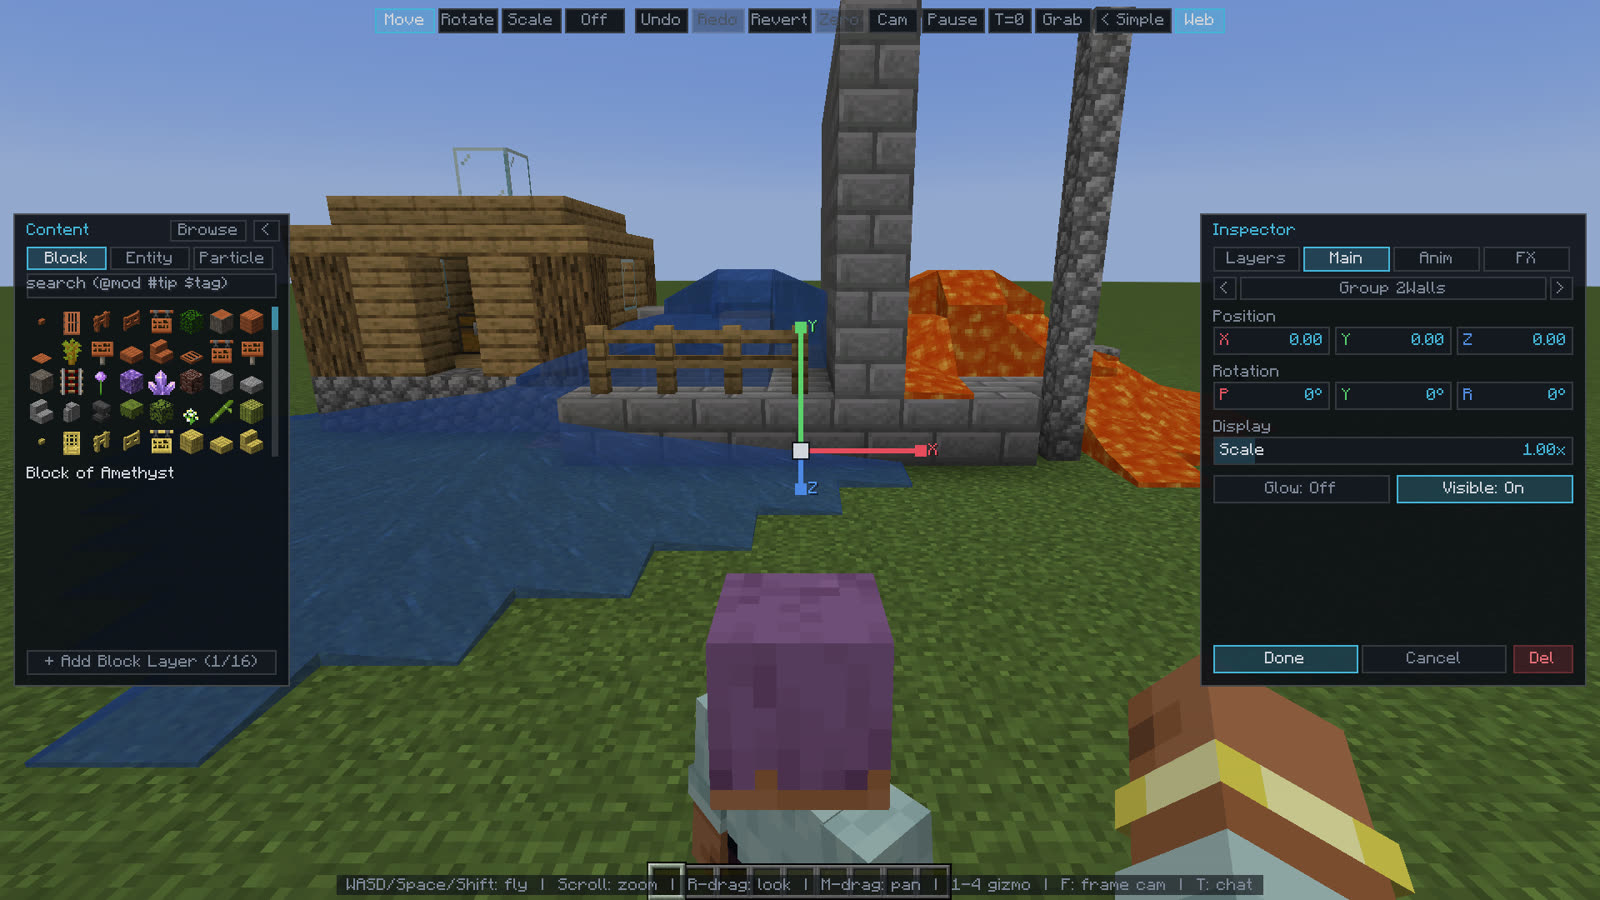 Move Rotate Scale Off Undo Redo Revert Zero Cam Pause T=0 Grab < Simple Web
Content Browse <
Block Entity Particle
search (@mod #tip $tag)
Block of Amethyst
+ Add Block Layer (1/16)
Y
X
Z
Inspector
Layers Main Anim FX
< Group 2Walls >
Position
X 0.00 Y 0.00 Z 0.00
Rotation
P 0° Y 0° R 0°
Display
Scale 1.00x
Glow: Off Visible: On
Done Cancel Del
WASD/Space/Shift: fly | Scroll: zoom | R-drag: look | M-drag: pan | 1-4 gizmo | F: frame cam | T: chat